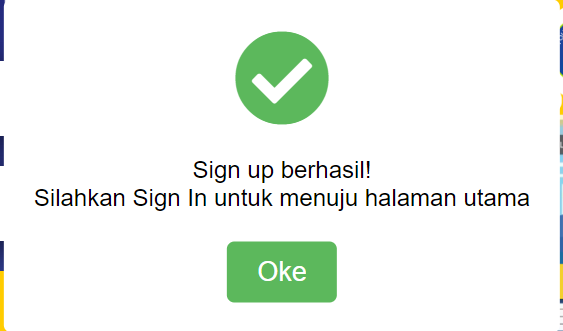 Sign up berhasil!
Silahkan Sign In untuk menuju halaman utama
Oke